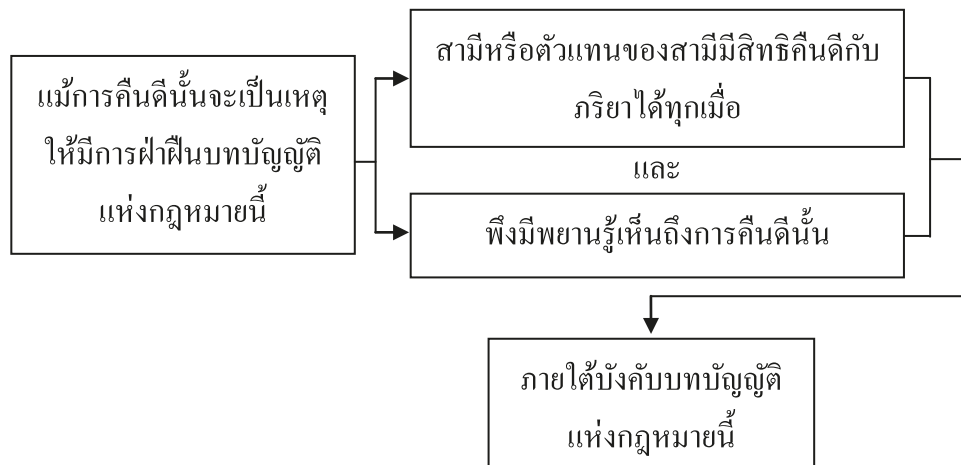 แม้การคืนดีนั้นจะเป็นเหตุ
ให้มีการฝ่าฝืนบทบัญญัติ
แห่งกฎหมายนี้
สามีหรือตัวแทนของสามีมีสิทธิคืนดีกับ
ภริยาได้ทุกเมื่อ
และ
พึงมีพยานรู้เห็นถึงการคืนดีนั้น
ภายใต้บังคับบทบัญญัติ
แห่งกฎหมายนี้